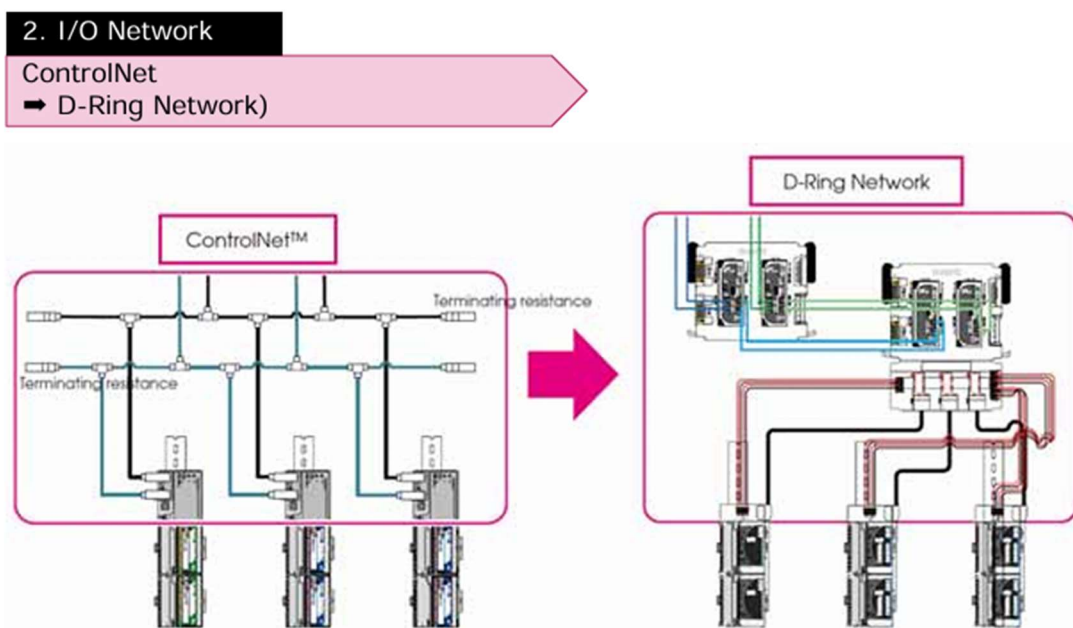 2. I/O Network
ControlNet
➡ D-Ring Network)
D-Ring Network
ControlNet™
Terminating resistance
Terminating resistance